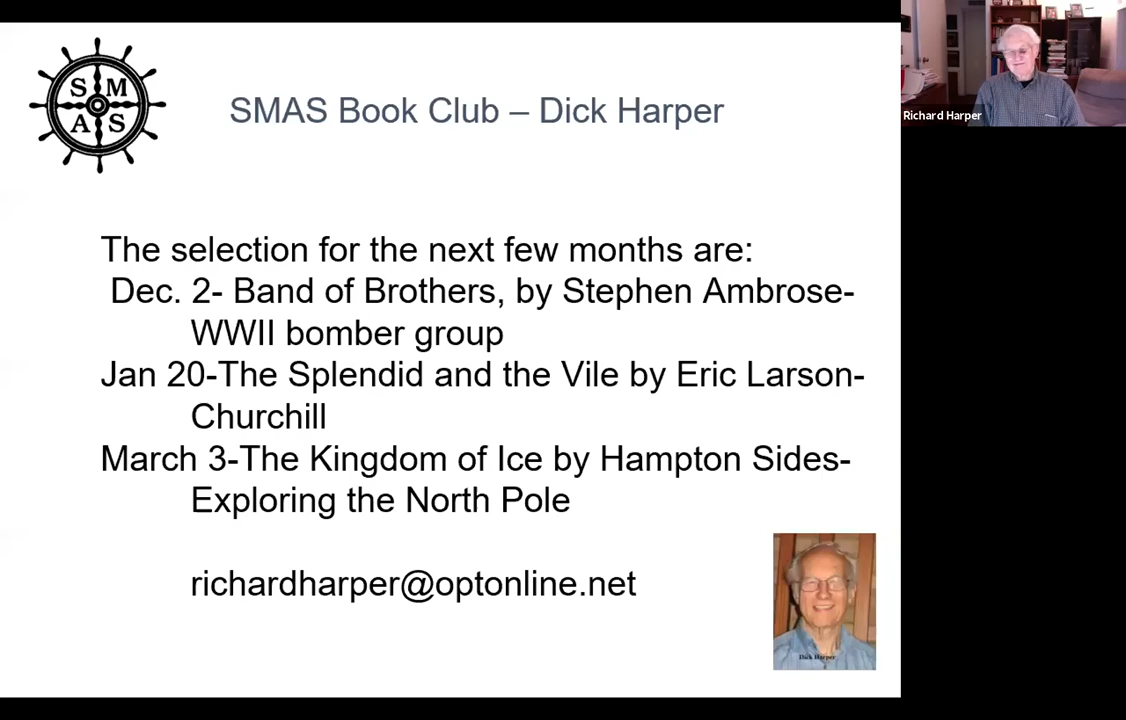 S M
A S
SMAS Book Club – Dick Harper
Richard Harper
The selection for the next few months are:
Dec. 2- Band of Brothers, by Stephen Ambrose-
WWII bomber group
Jan 20-The Splendid and the Vile by Eric Larson-
Churchill
March 3-The Kingdom of Ice by Hampton Sides-
Exploring the North Pole
richardharper@optonline.net
Dick Harper